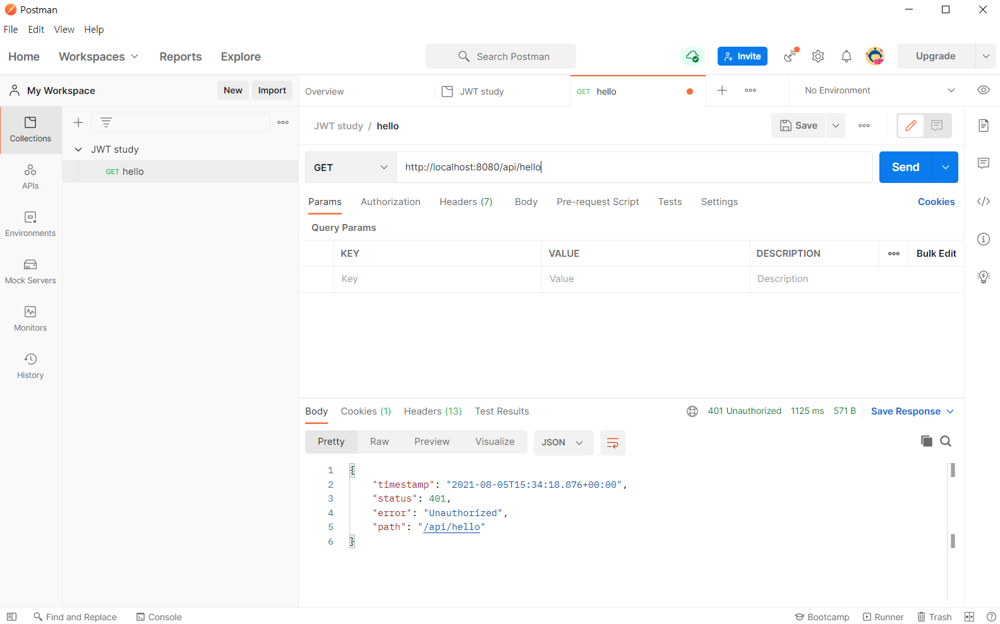 Postman
File Edit View Help
Home Workspaces Reports Explore Search Postman Invite Upgrade
My Workspace New Import Overview JWT study GET hello No Environment
Collections
JWT study
GET hello
APIs
Environments
Mock Servers
Monitors
History
JWT study / hello Save
GET http://localhost:8080/api/hello Send
Params Authorization Headers (7) Body Pre-request Script Tests Settings Cookies
Query Params
KEY VALUE DESCRIPTION Bulk Edit
Key Value Description
Body Cookies (1) Headers (13) Test Results 401 Unauthorized 1125 ms 571 B Save Response
Pretty Raw Preview Visualize JSON
1 {
2 "timestamp": "2021-08-05T15:34:18.876+00:00",
3 "status": 401,
4 "error": "Unauthorized",
5 "path": "/api/hello"
6 }
Find and Replace Console Bootcamp Runner Trash